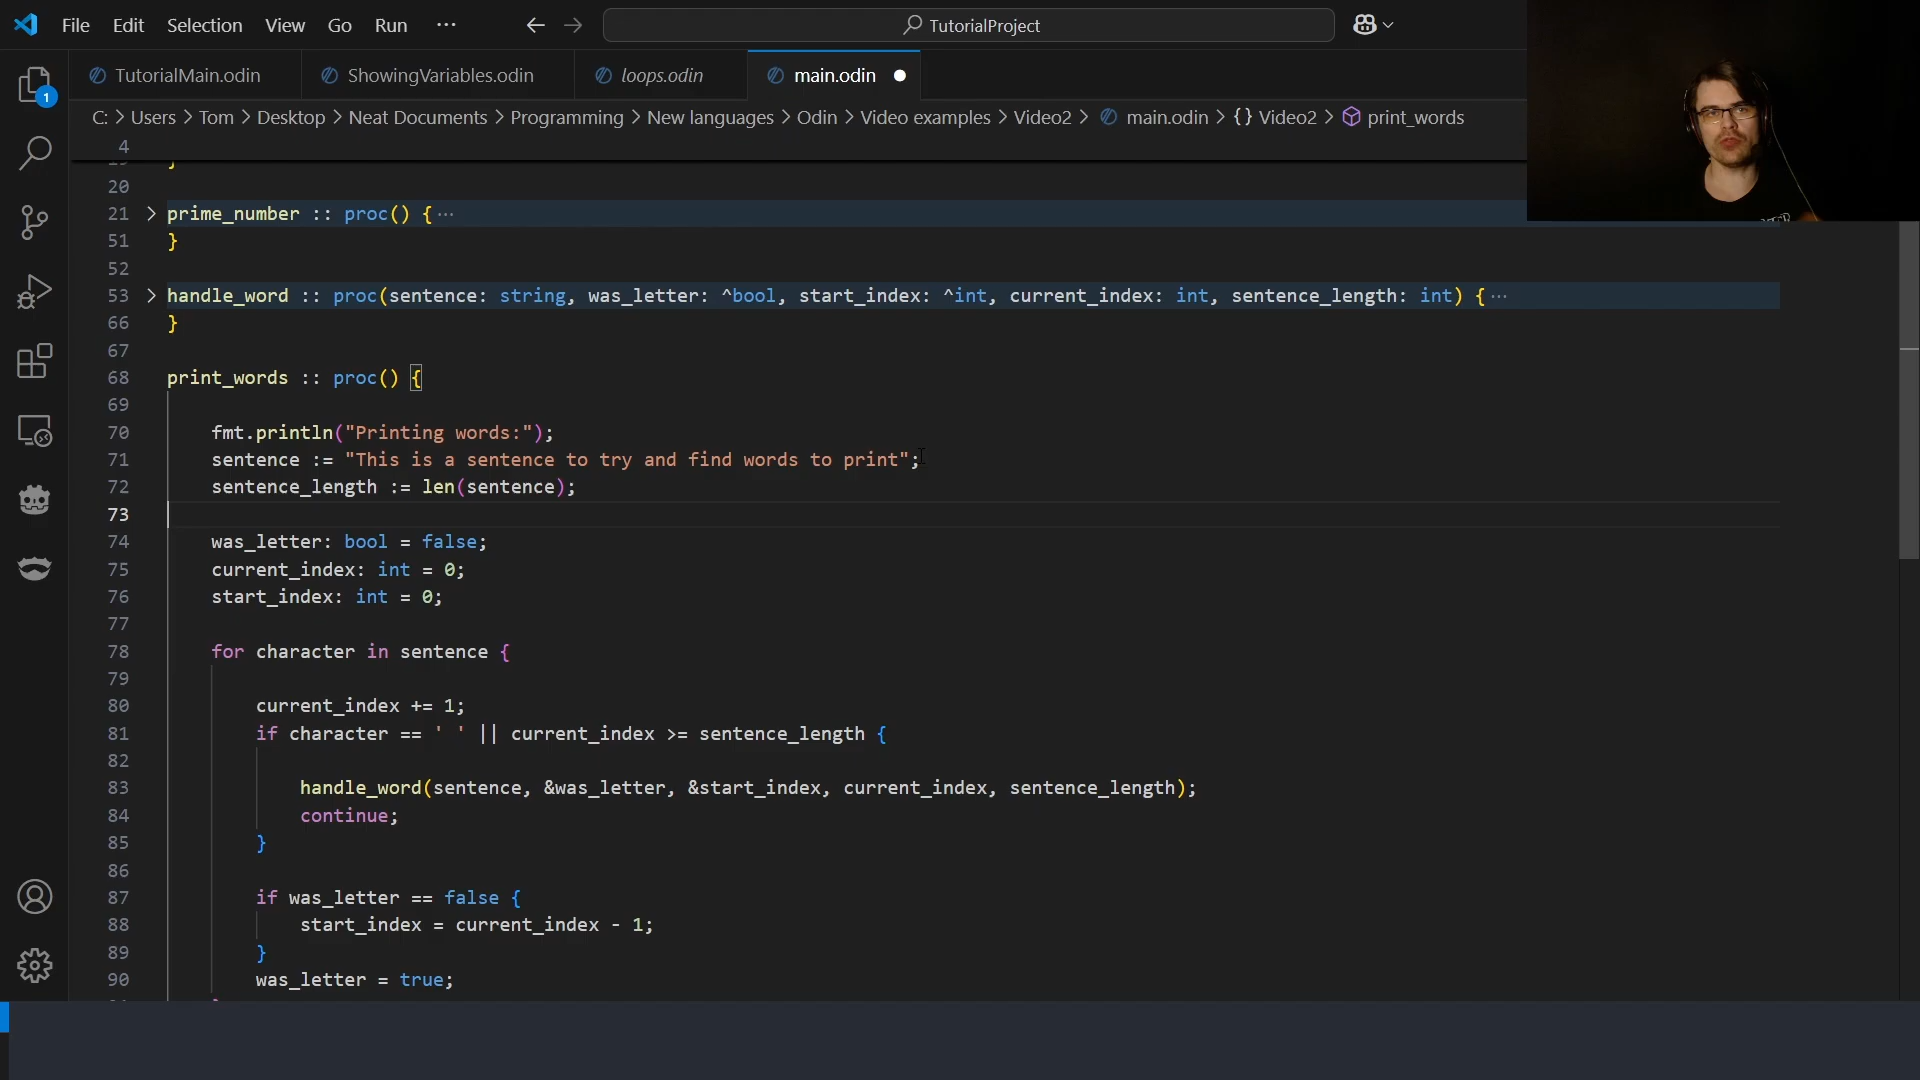 File Edit Selection View Go Run ···
TutorialProject
TutorialMain.odin ShowingVariables.odin loops.odin main.odin
C: > Users > Tom > Desktop > Neat Documents > Programming > New languages > Odin > Video examples > Video2 > main.odin > {} Video2 > print_words
1
4
20
21 prime_number :: proc() {···
51 }
52
53 handle_word :: proc(sentence: string, was_letter: ^bool, start_index: ^int, current_index: int, sentence_length: int) {···
66 }
67
68 print_words :: proc() {
69
70 fmt.println("Printing words:");
71 sentence := "This is a sentence to try and find words to print";
72 sentence_length := len(sentence);
73
74 was_letter: bool = false;
75 current_index: int = 0;
76 start_index: int = 0;
77
78 for character in sentence {
79
80 current_index += 1;
81 if character == ' ' || current_index >= sentence_length {
82
83 handle_word(sentence, &was_letter, &start_index, current_index, sentence_length);
84 continue;
85 }
86
87 if was_letter == false {
88 start_index = current_index - 1;
89 }
90 was_letter = true;